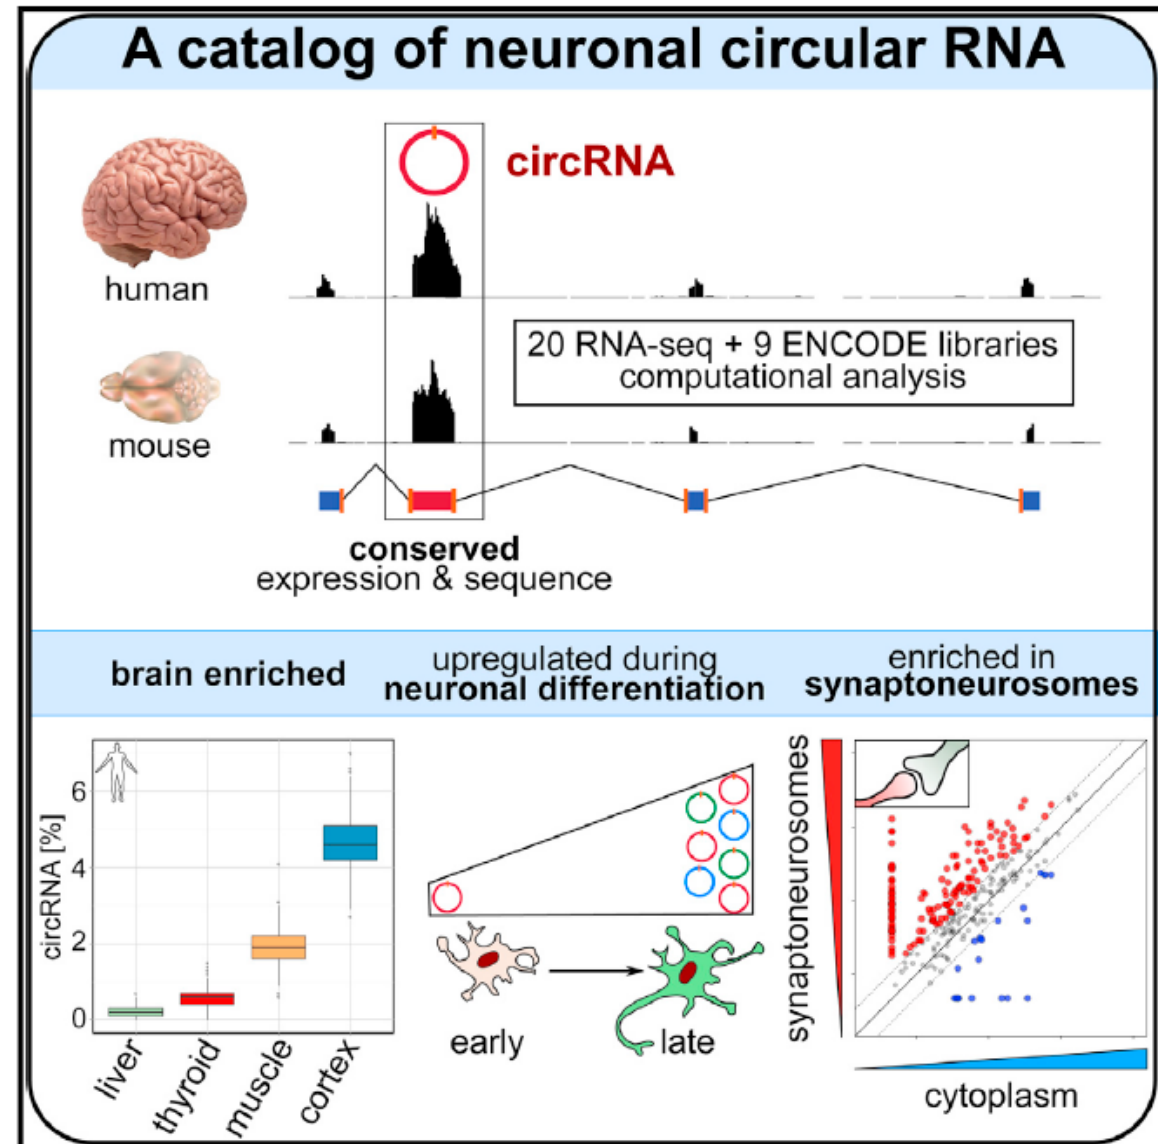 A catalog of neuronal circular RNA
circRNA
human
20 RNA-seq + 9 ENCODE libraries
computational analysis
mouse
conserved
expression & sequence
brain enriched
upregulated during
neuronal differentiation
enriched in
synaptoneurosomes
circRNA [%]
6
4
2
0
liver
thyroid
muscle
cortex
early
late
synaptoneurosomes
cytoplasm